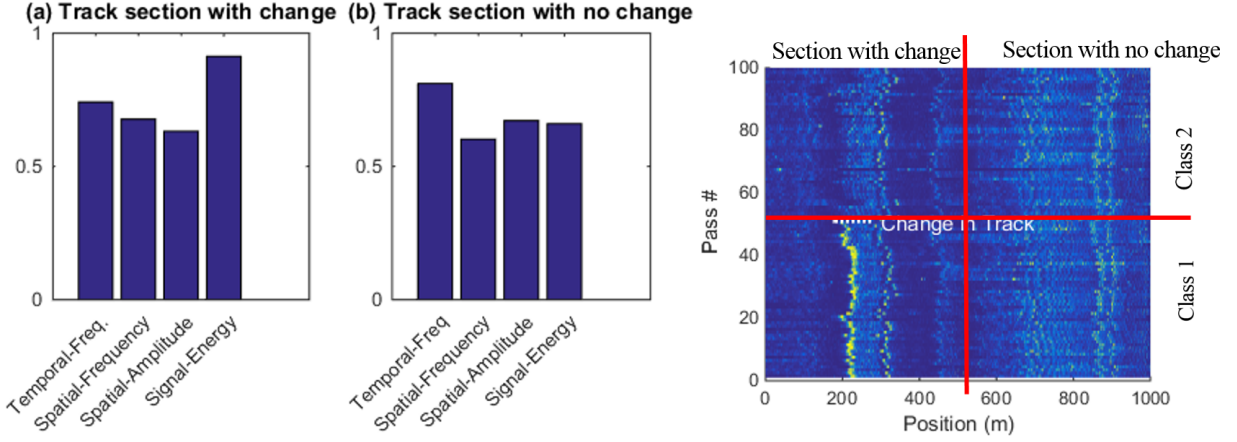 (a) Track section with change
1
0.5
0
Temporal-Freq.
Spatial-Frequency
Spatial-Amplitude
Signal-Energy
(b) Track section with no change
1
0.5
0
Temporal-Freq
Spatial-Frequency
Spatial-Amplitude
Signal-Energy
Section with change
Section with no change
100
80
60
40
20
0
Pass #
Change in Track
Class 2
Class 1
0
200
400
600
800
1000
Position (m)